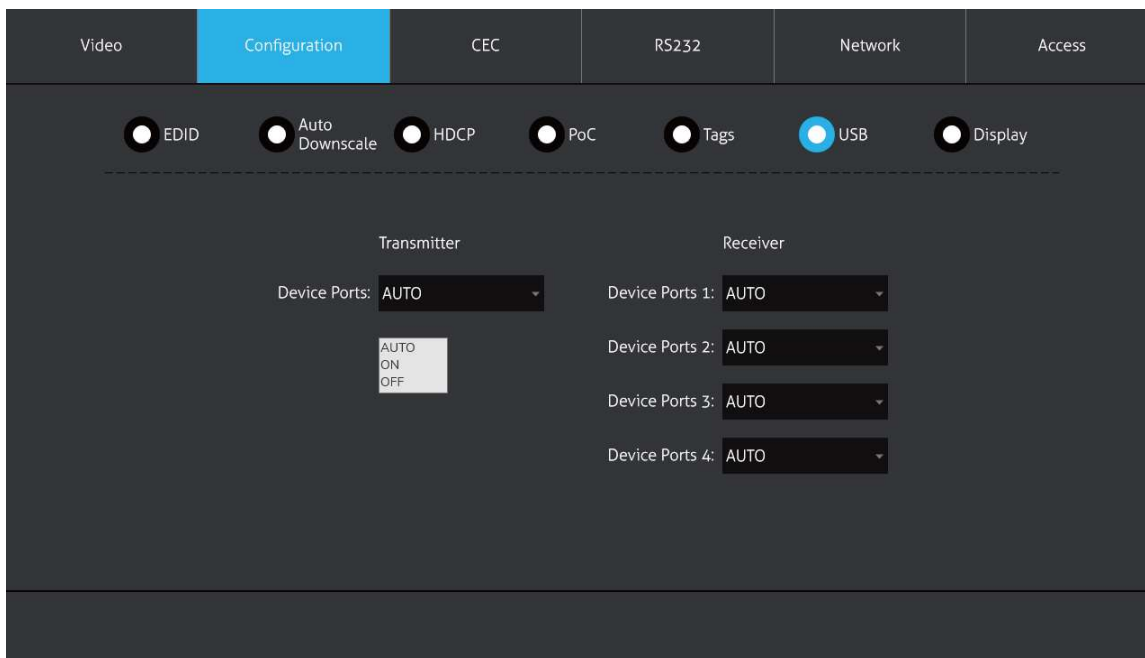 Video Configuration CEC RS232 Network Access
EDID Auto Downscale HDCP PoC Tags USB Display
Transmitter Receiver
Device Ports: AUTO Device Ports 1: AUTO
AUTO
ON
OFF
Device Ports 2: AUTO
Device Ports 3: AUTO
Device Ports 4: AUTO